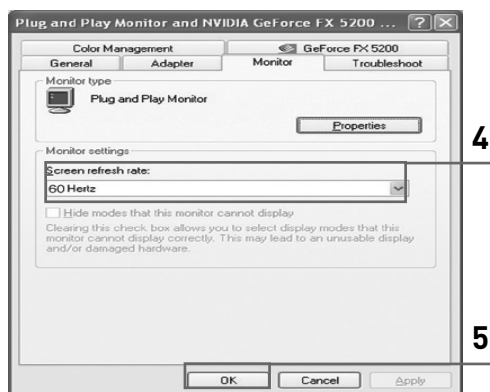 Plug and Play Monitor and NVIDIA GeForce FX 5200 ...
Color Management
GeForce FX 5200
General
Adapter
Monitor
Troubleshoot
Monitor type
Plug and Play Monitor
Properties
4
Monitor settings
Screen refresh rate:
60 Hertz
Hide modes that this monitor cannot display
Clearing this check box allows you to select display modes that this
monitor cannot display correctly. This may lead to an unusable display
and/or damaged hardware.
5
OK
Cancel
Apply